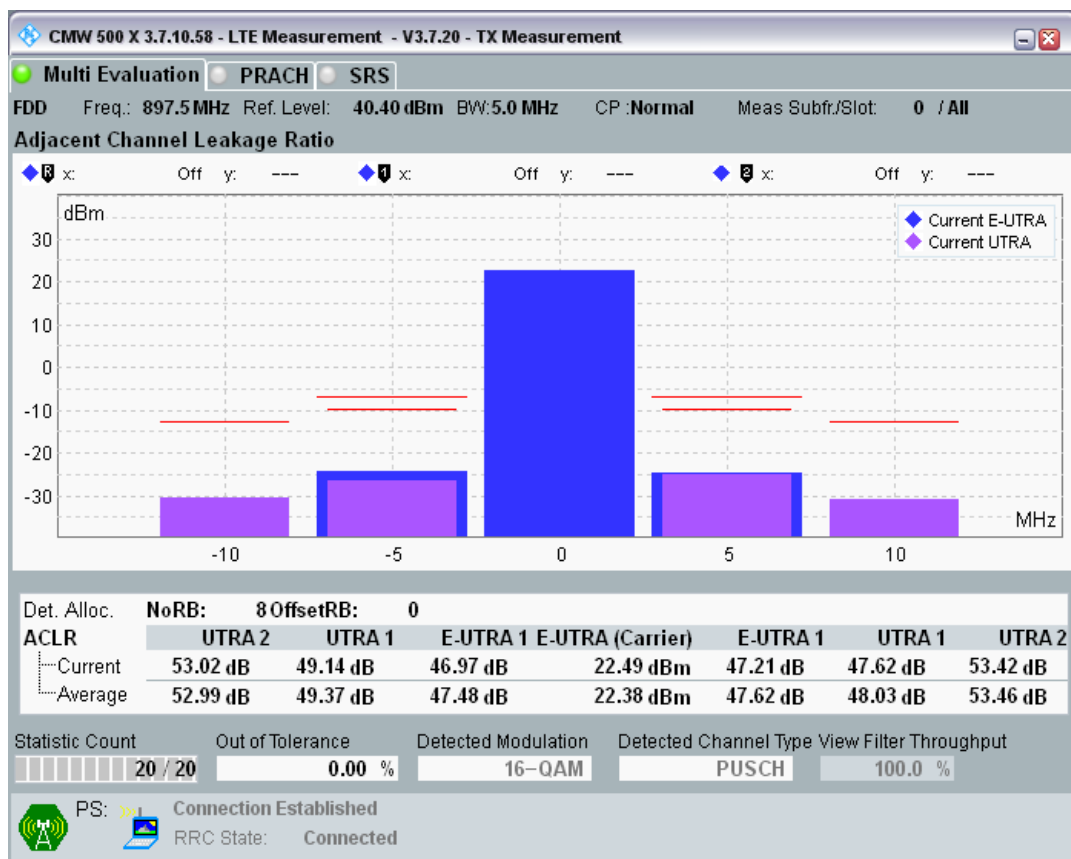 CMW 500 X 3.7.10.58 - LTE Measurement - V3.7.20 - TX Measurement
Multi Evaluation PRACH SRS
FDD Freq.: 897.5 MHz Ref. Level: 40.40 dBm BW:5.0 MHz CP :Normal Meas Subfr./Slot: 0 / All
Adjacent Channel Leakage Ratio
R x: Off y: --- 1 x: Off y: --- 2 x: Off y: ---
dBm
Current E-UTRA
Current UTRA
30
20
10
0
-10
-20
-30
MHz
-10 -5 0 5 10
Det. Alloc. NoRB: 8 OffsetRB: 0
ACLR UTRA 2 UTRA 1 E-UTRA 1 E-UTRA (Carrier) E-UTRA 1 UTRA 1 UTRA 2
Current 53.02 dB 49.14 dB 46.97 dB 22.49 dBm 47.21 dB 47.62 dB 53.42 dB
Average 52.99 dB 49.37 dB 47.48 dB 22.38 dBm 47.62 dB 48.03 dB 53.46 dB
Statistic Count Out of Tolerance Detected Modulation Detected Channel Type View Filter Throughput
20 / 20 0.00 % 16-QAM PUSCH 100.0 %
PS: Connection Established
RRC State: Connected